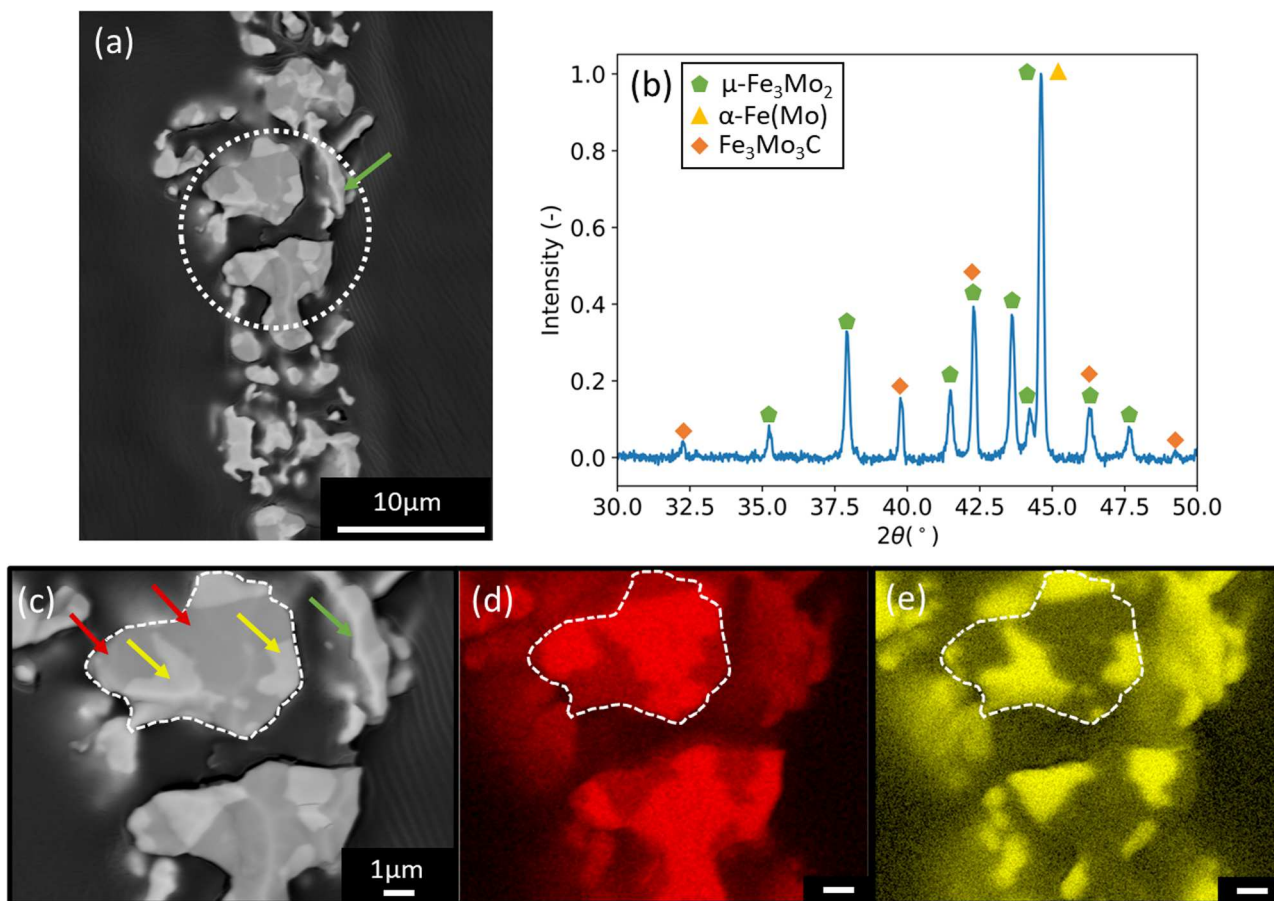 (a)
10μm
(b)
μ-Fe₃Mo₂
α-Fe(Mo)
Fe₃Mo₃C
Intensity (-)
1.0
0.8
0.6
0.4
0.2
0.0
30.0 32.5 35.0 37.5 40.0 42.5 45.0 47.5 50.0
2θ(°)
(c)
1μm
(d)
(e)